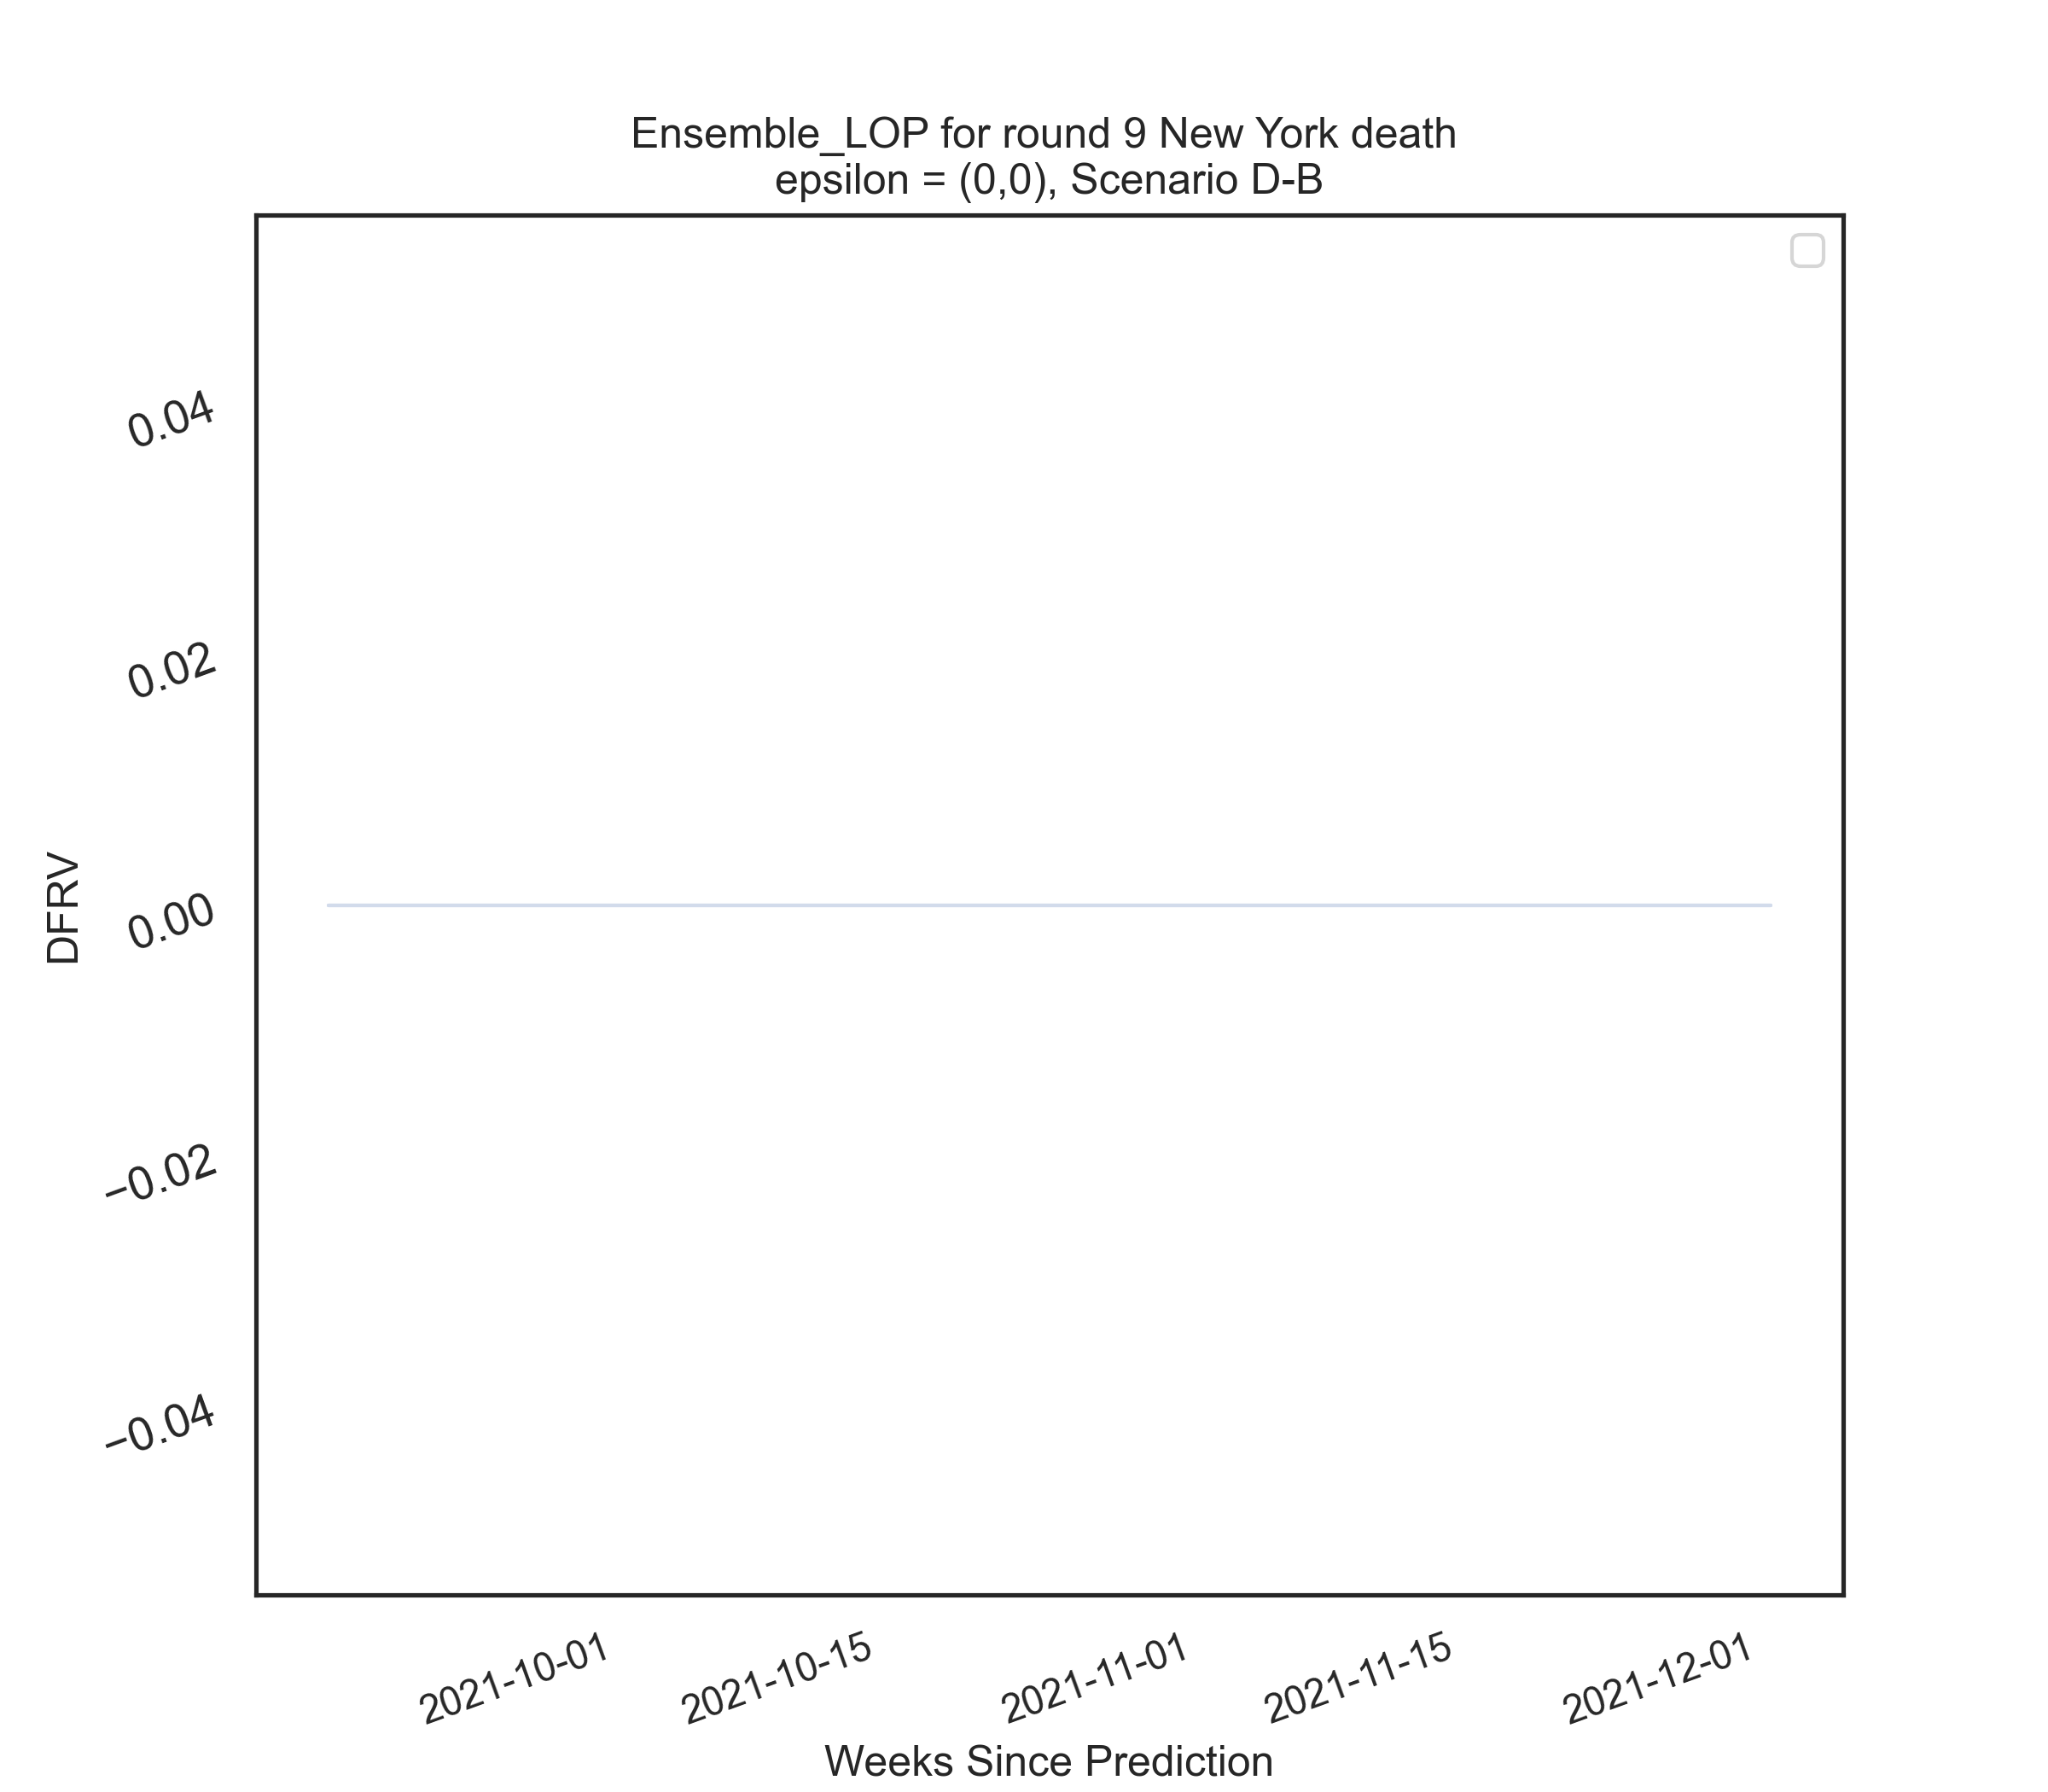 Ensemble_LOP for round 9 New York death
epsilon = (0,0), Scenario D-B
0.04
0.02
0.00
−0.02
−0.04
DFRV
2021-10-01
2021-10-15
2021-11-01
2021-11-15
2021-12-01
Weeks Since Prediction